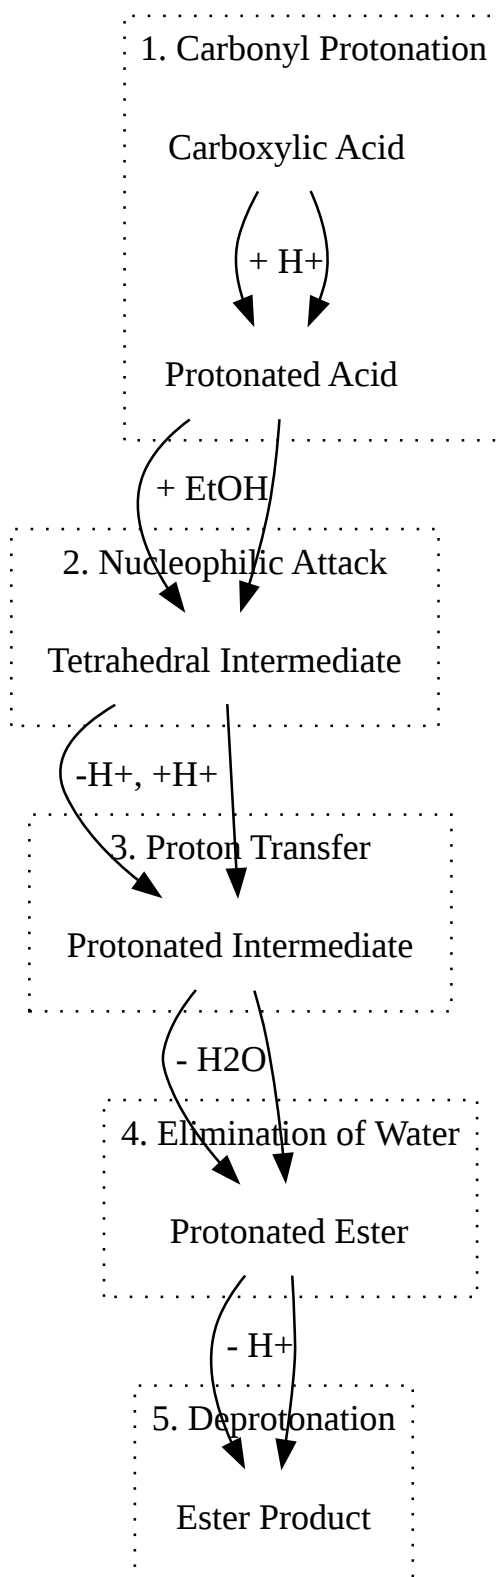 1. Carbonyl Protonation
Carboxylic Acid
+ H+
Protonated Acid
+ EtOH
2. Nucleophilic Attack
Tetrahedral Intermediate
-H+, +H+
3. Proton Transfer
Protonated Intermediate
- H2O
4. Elimination of Water
Protonated Ester
- H+
5. Deprotonation
Ester Product